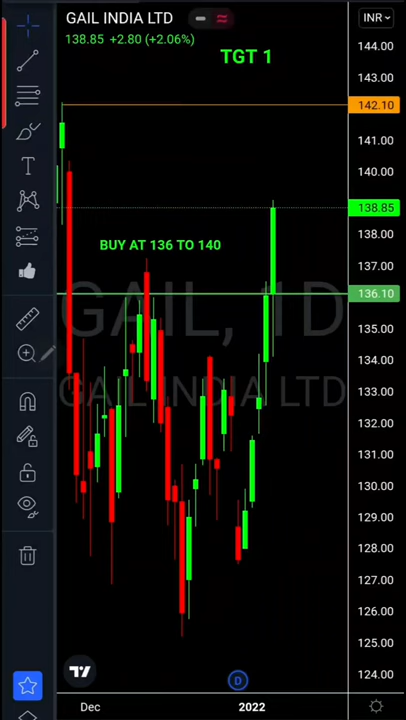 GAIL INDIA LTD
INR
138.85 +2.80 (+2.06%)
TGT 1
144.00
143.00
142.10
141.00
140.00
138.85
138.00
BUY AT 136 TO 140
137.00
136.10
GAIL, 1D
135.00
134.00
GAIL INDIA LTD
133.00
132.00
131.00
130.00
129.00
128.00
127.00
126.00
125.00
124.00
D
Dec
2022
T